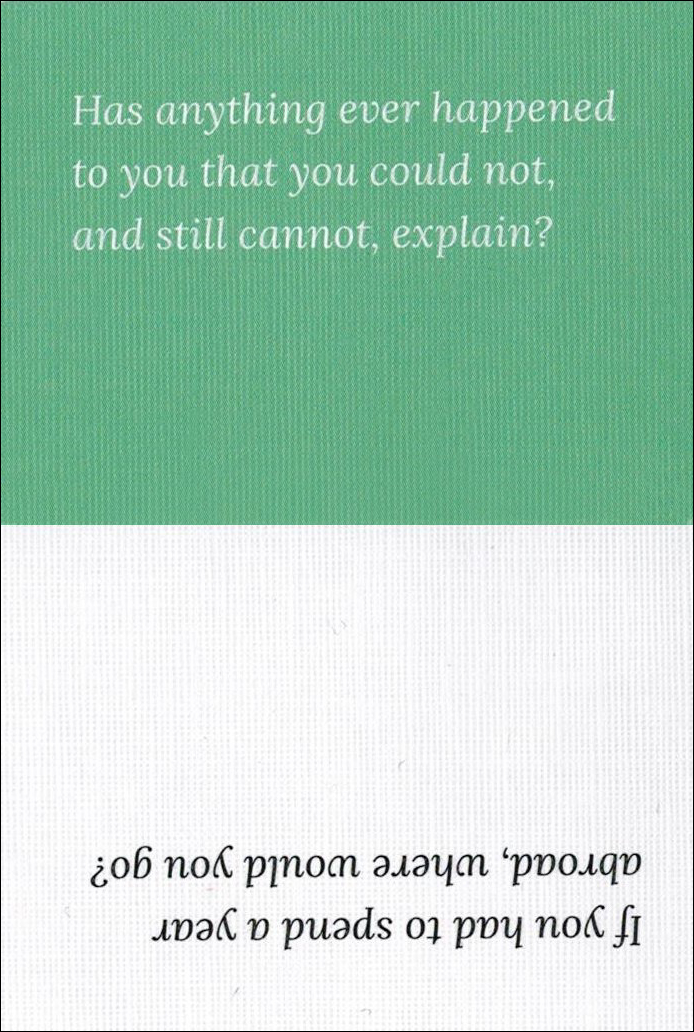 Has anything ever happened
to you that you could not,
and still cannot, explain?
If you had to spend a year
abroad, where would you go?